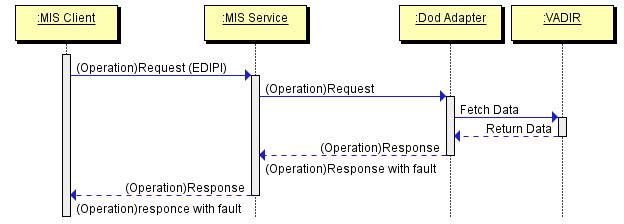 :MIS Client
:MIS Service
:Dod Adapter
:VADIR
(Operation)Request (EDIPI)
(Operation)Request
Fetch Data
Return Data
(Operation)Response
(Operation)Response with fault
(Operation)Response
(Operation)responce with fault